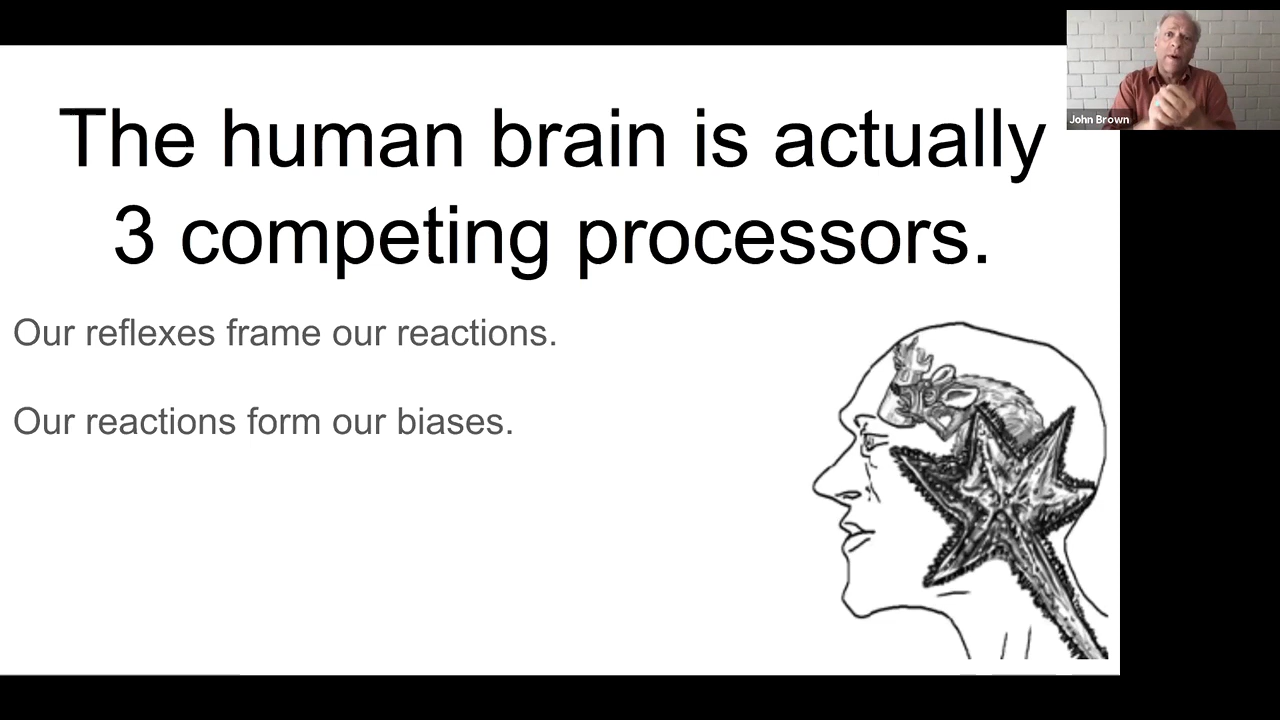 The human brain is actually
3 competing processors.
Our reflexes frame our reactions.
Our reactions form our biases.
John Brown